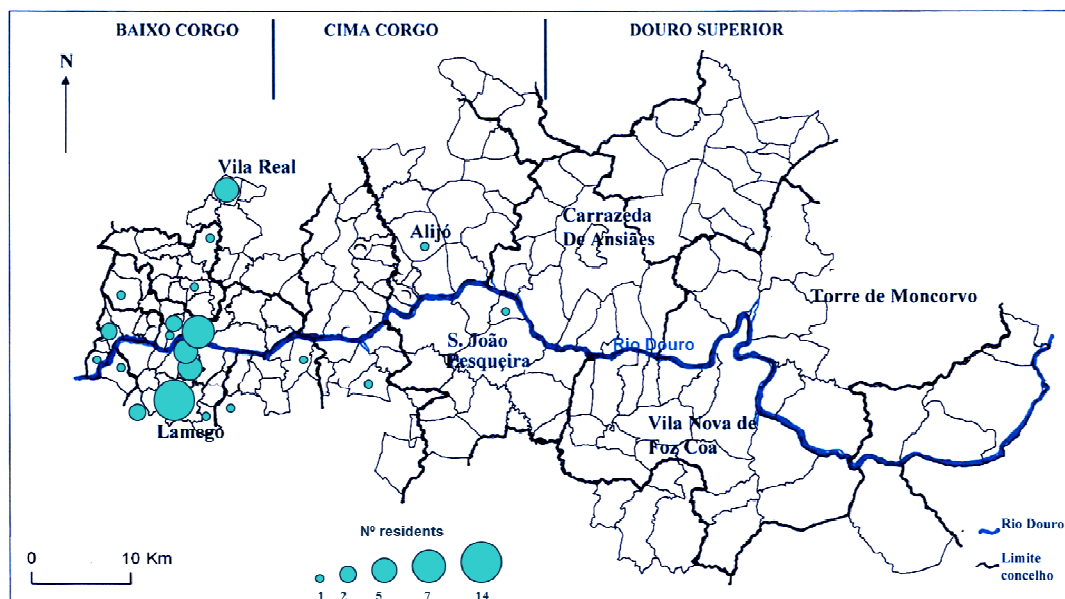 BAIXO CORGO
CIMA CORGO
DOURO SUPERIOR
N
Vila Real
Alijó
Carrazeda
De Ansiães
Torre de Moncorvo
S. João
Pesqueira
Rio Douro
Vila Nova de
Foz Coa
Lamego
Nº residents
1 2 5 7 14
0 10 Km
Rio Douro
Limite
concelho